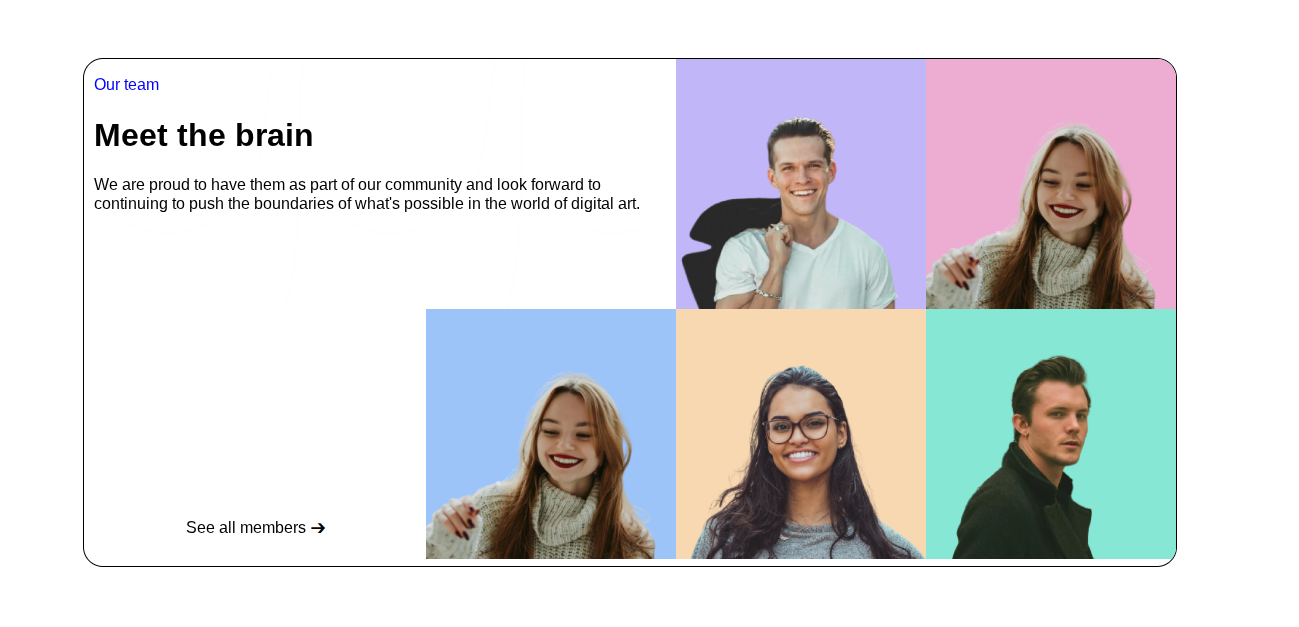 Our team
Meet the brain
We are proud to have them as part of our community and look forward to
continuing to push the boundaries of what's possible in the world of digital art.
See all members ➔